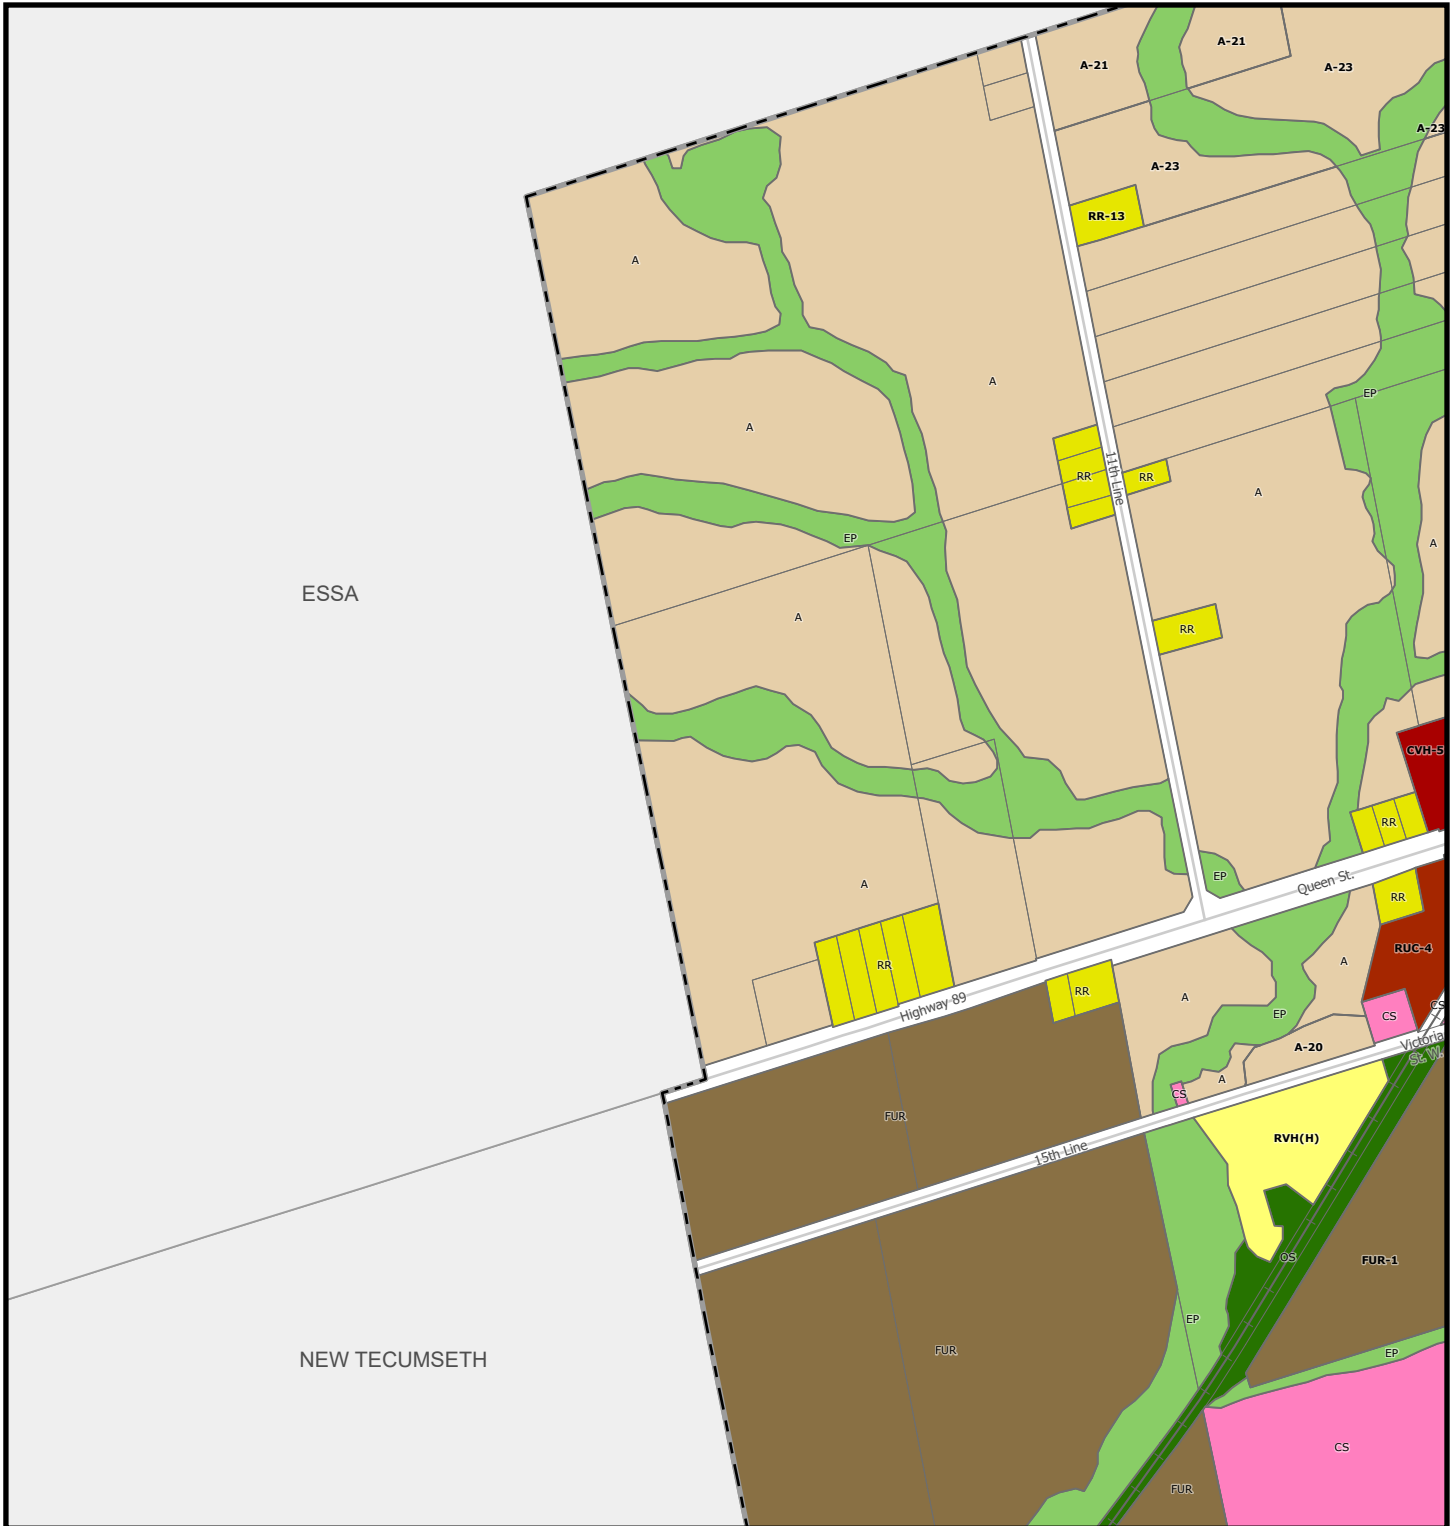 A-21
A-21
A-23
A-23
A-23
RR-13
A
A
EP
A
RR
RR
A
11th Line
EP
A
A
RR
CVH-5
RR
EP
A
Queen St.
RR
RUC-4
A
RR
RR
A
Highway 89
CS
EP
CS
Victoria
St. W.
A-20
A
CS
FUR
RVH(H)
15th Line
OS
FUR-1
EP
FUR
EP
CS
FUR
ESSA
NEW TECUMSETH